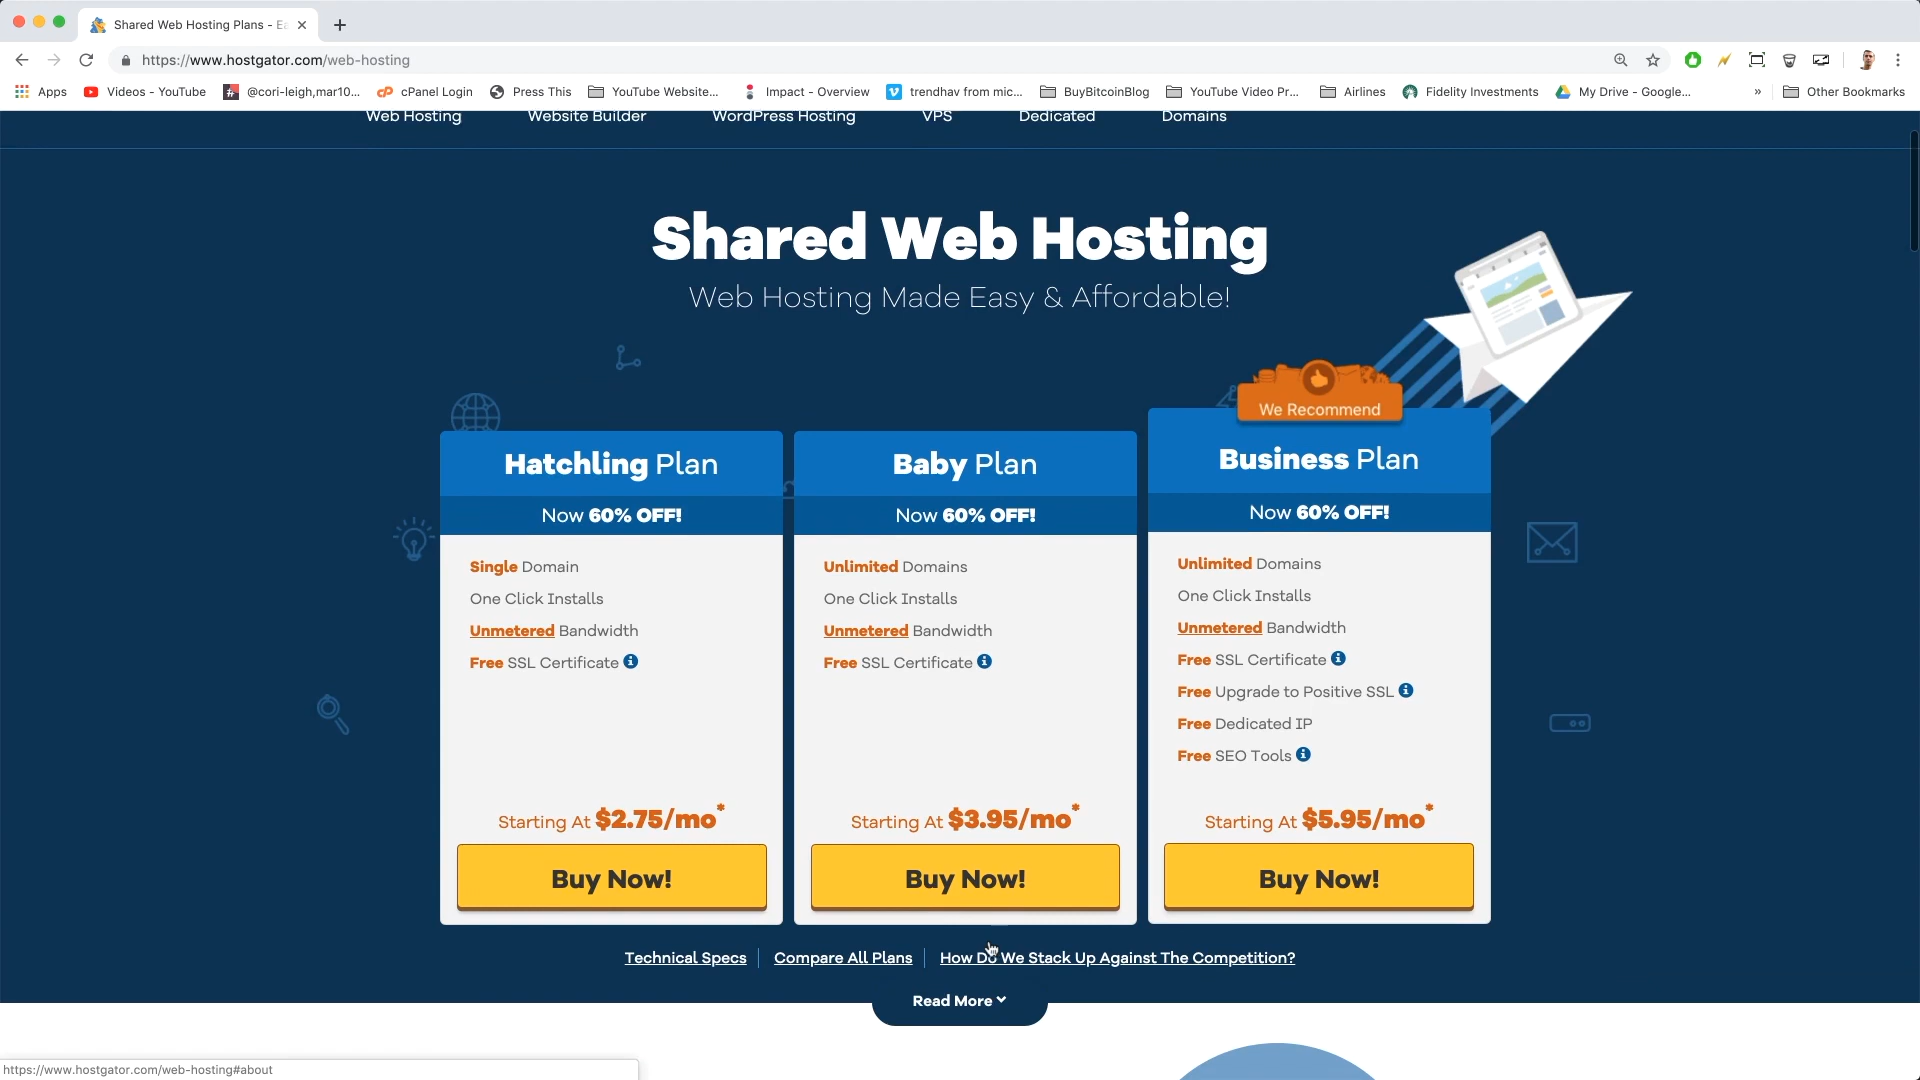 Shared Web Hosting Plans - Ea
https://www.hostgator.com/web-hosting
Apps
Videos - YouTube
@cori-leigh,mar10...
cPanel Login
Press This
YouTube Website...
Impact - Overview
trendhav from mic...
BuyBitcoinBlog
YouTube Video Pr...
Airlines
Fidelity Investments
My Drive - Google...
»
Other Bookmarks
Web Hosting
Website Builder
WordPress Hosting
VPS
Dedicated
Domains
Shared Web Hosting
Web Hosting Made Easy & Affordable!
Hatchling Plan
Now 60% OFF!
Single Domain
One Click Installs
Unmetered Bandwidth
Free SSL Certificate
Starting At $2.75/mo*
Buy Now!
Baby Plan
Now 60% OFF!
Unlimited Domains
One Click Installs
Unmetered Bandwidth
Free SSL Certificate
Starting At $3.95/mo*
Buy Now!
We Recommend
Business Plan
Now 60% OFF!
Unlimited Domains
One Click Installs
Unmetered Bandwidth
Free SSL Certificate
Free Upgrade to Positive SSL
Free Dedicated IP
Free SEO Tools
Starting At $5.95/mo*
Buy Now!
Technical Specs
Compare All Plans
How Do We Stack Up Against The Competition?
Read More
https://www.hostgator.com/web-hosting#about